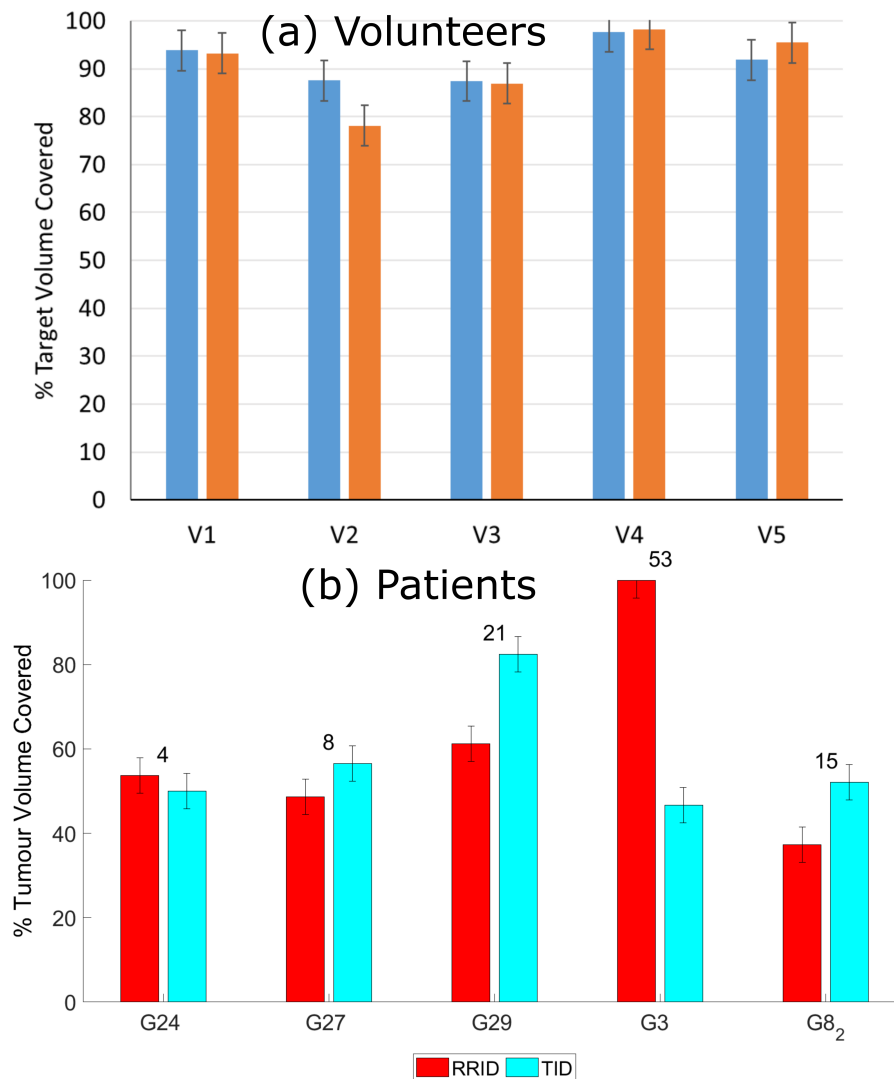 (a) Volunteers
% Target Volume Covered
100
90
80
70
60
50
40
30
20
10
0
V1 V2 V3 V4 V5
(b) Patients
% Tumour Volume Covered
100
80
60
40
20
0
4 8 21 53 15
G24 G27 G29 G3 G8₂
RRID TID